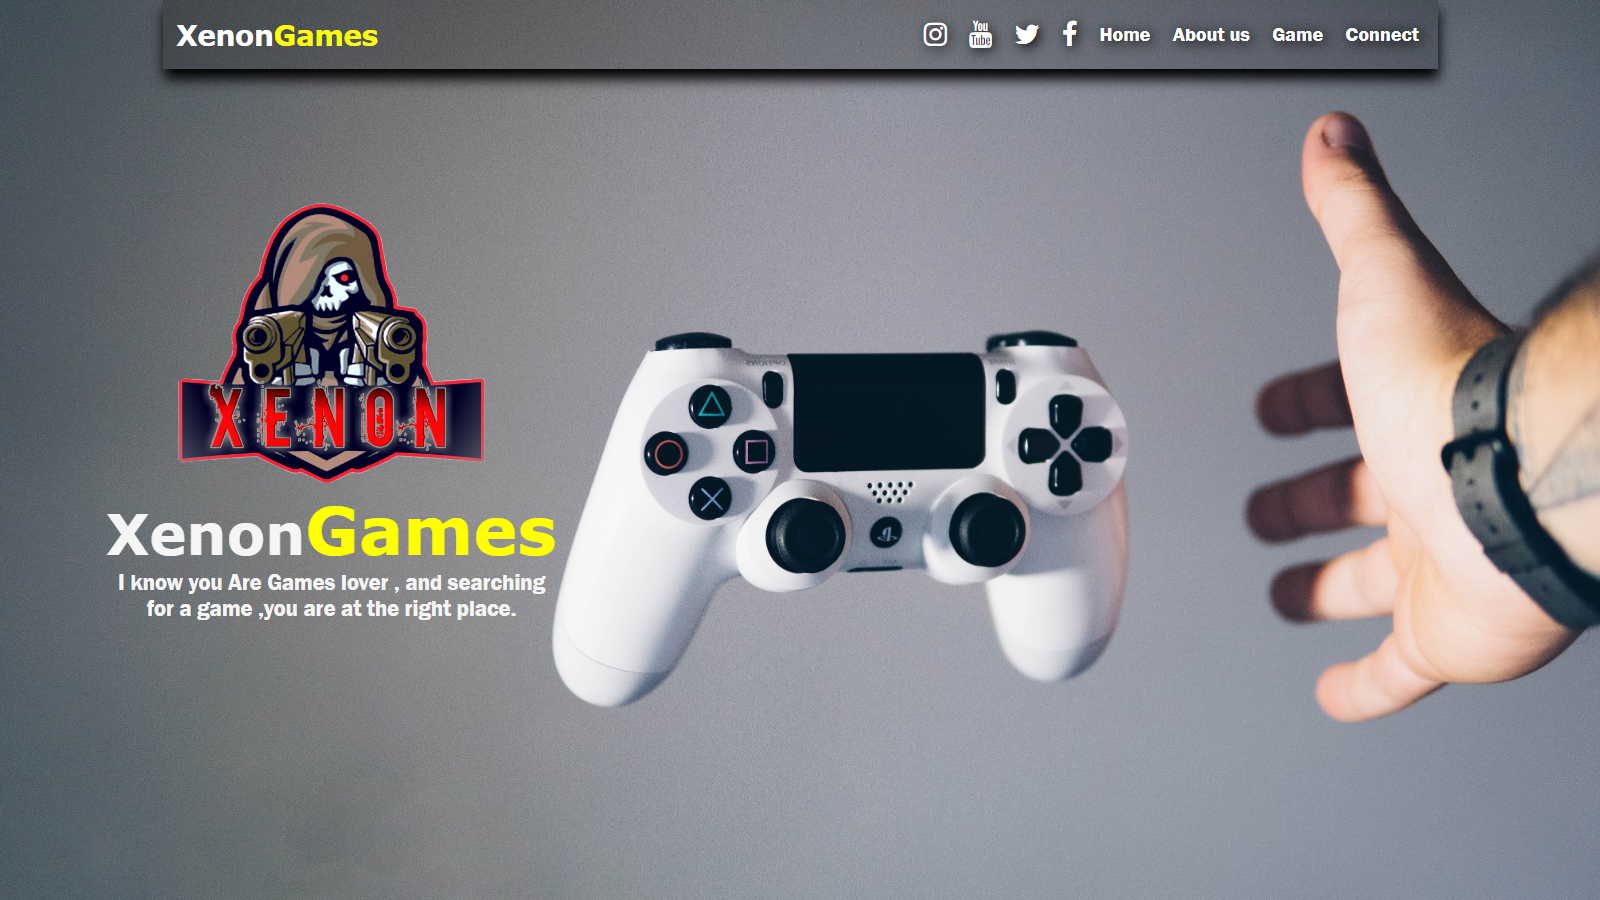 XenonGames
You
Tube
Home
About us
Game
Connect
XENON
XenonGames
I know you Are Games lover , and searching
for a game ,you are at the right place.
OPTIONS